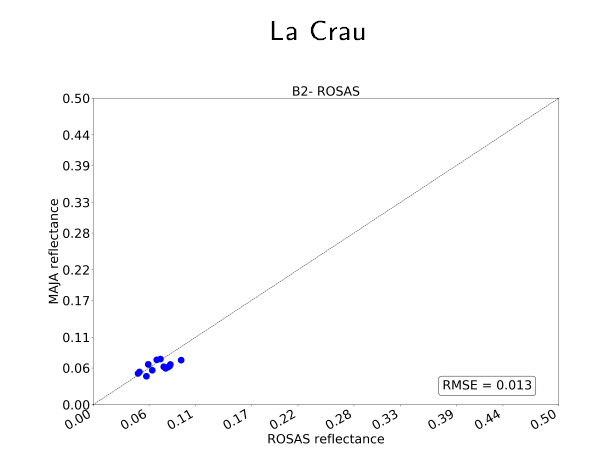 La Crau
B2- ROSAS
MAJA reflectance
0.50
0.44
0.39
0.33
0.28
0.22
0.17
0.11
0.06
0.00
RMSE = 0.013
0.00 0.06 0.11 0.17 0.22 0.28 0.33 0.39 0.44 0.50
ROSAS reflectance